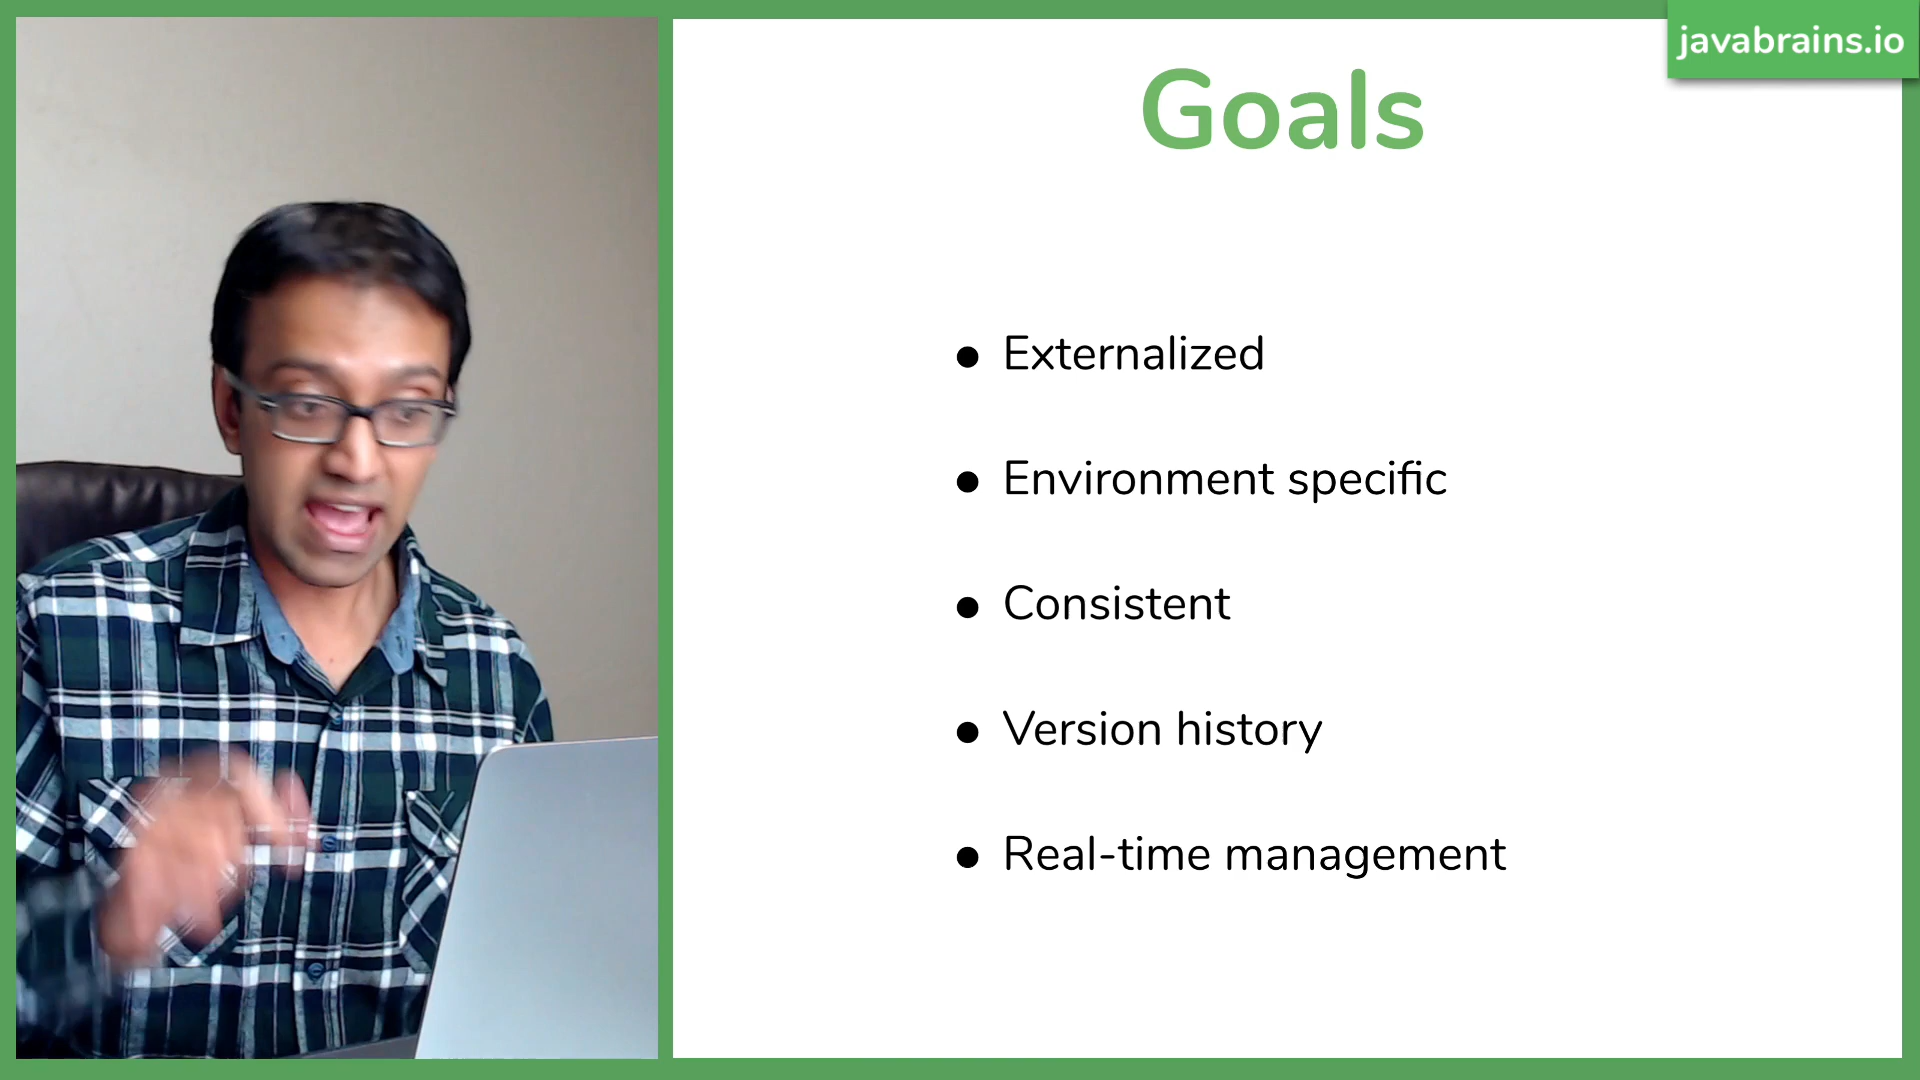 javabrains.io
Goals
● Externalized
● Environment specific
● Consistent
● Version history
● Real-time management